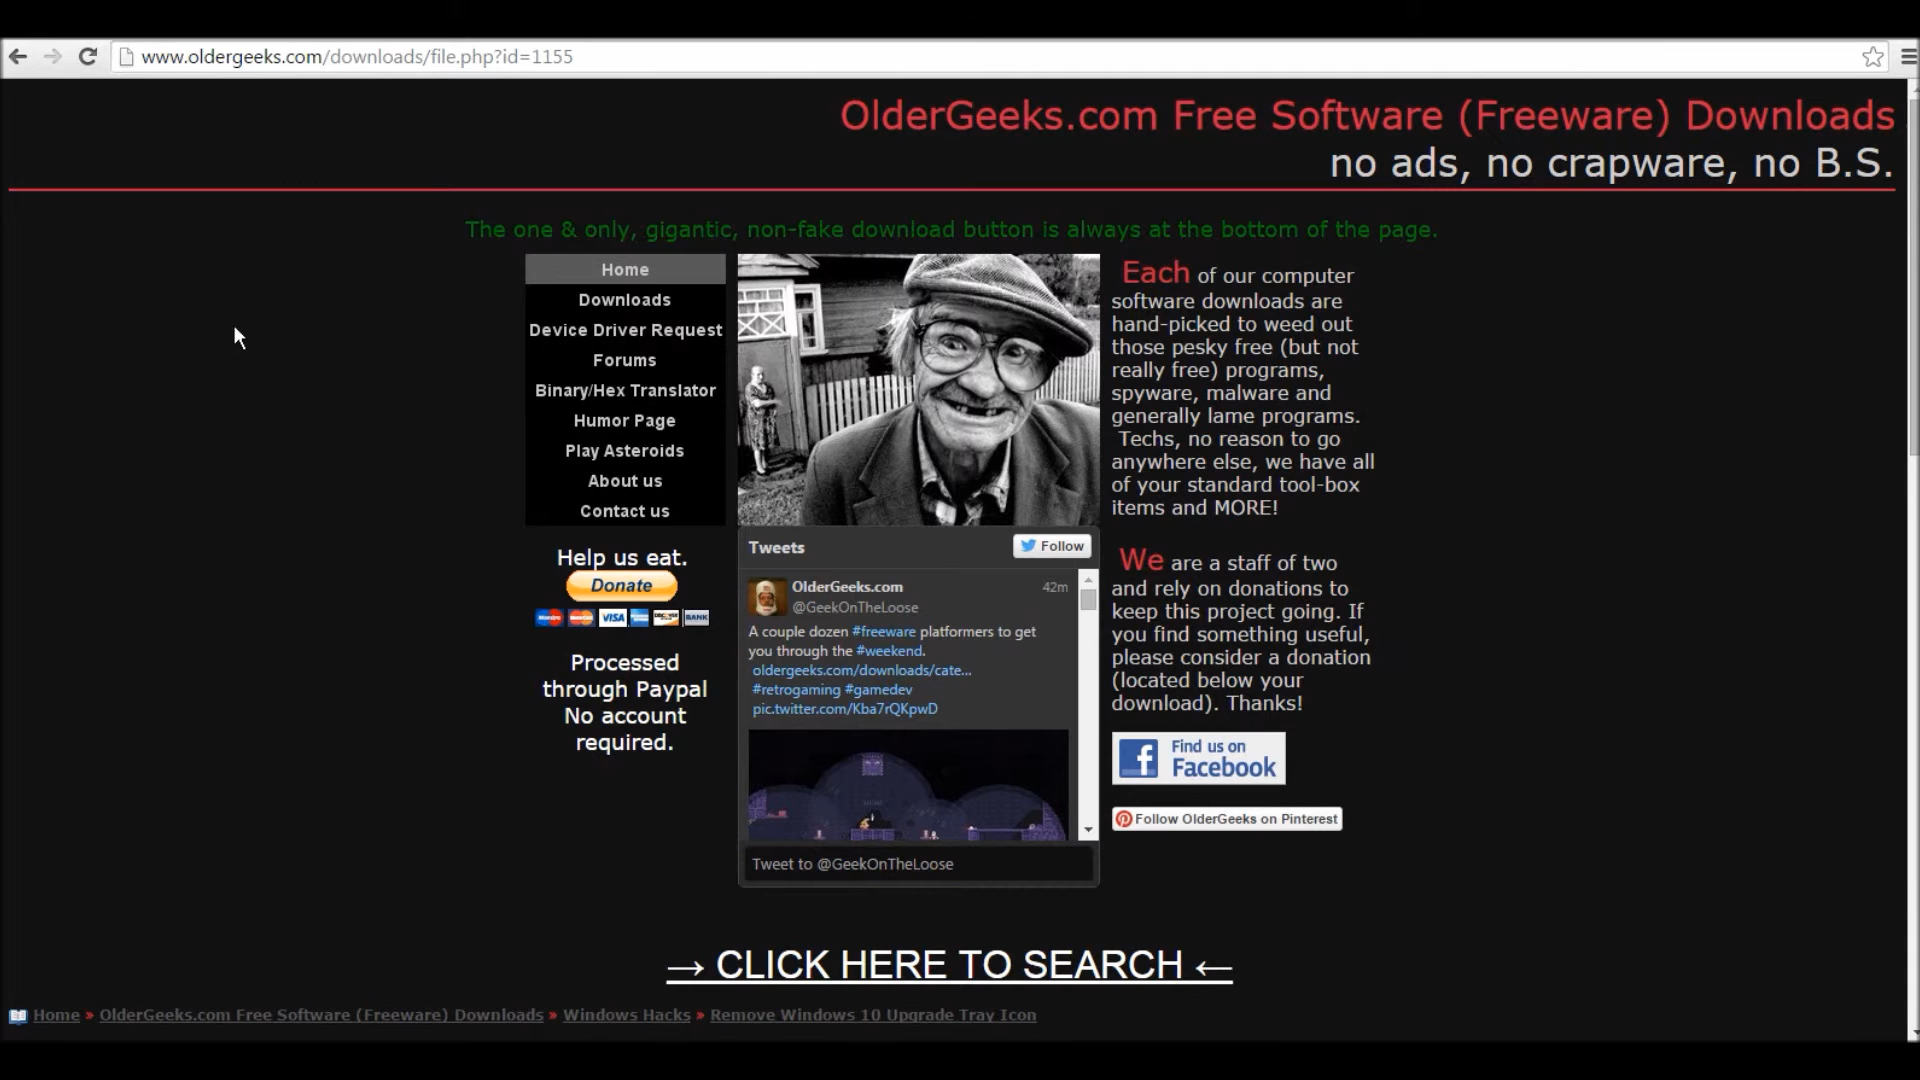 www.oldergeeks.com/downloads/file.php?id=1155
OlderGeeks.com Free Software (Freeware) Downloads
no ads, no crapware, no B.S.
The one & only, gigantic, non-fake download button is always at the bottom of the page.
Home
Downloads
Device Driver Request
Forums
Binary/Hex Translator
Humor Page
Play Asteroids
About us
Contact us
Help us eat.
Donate
Maestro MasterCard VISA DISCOVER BANK
Processed
through Paypal
No account
required.
Tweets
Follow
OlderGeeks.com 42m
@GeekOnTheLoose
A couple dozen #freeware platformers to get
you through the #weekend.
oldergeeks.com/downloads/cate...
#retrogaming #gamedev
pic.twitter.com/Kba7rQKpwD
Tweet to @GeekOnTheLoose
Each of our computer
software downloads are
hand-picked to weed out
those pesky free (but not
really free) programs,
spyware, malware and
generally lame programs.
Techs, no reason to go
anywhere else, we have all
of your standard tool-box
items and MORE!
We are a staff of two
and rely on donations to
keep this project going. If
you find something useful,
please consider a donation
(located below your
download). Thanks!
f Find us on
Facebook
Follow OlderGeeks on Pinterest
→ CLICK HERE TO SEARCH ←
Home » OlderGeeks.com Free Software (Freeware) Downloads » Windows Hacks » Remove Windows 10 Upgrade Tray Icon